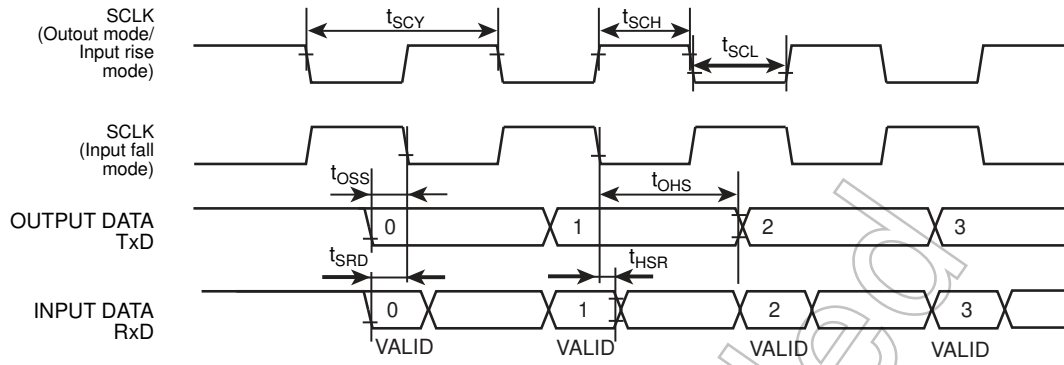 SCLK
(Outout mode/
Input rise
mode)
tSCY
tSCH
tSCL
SCLK
(Input fall
mode)
tOSS
tOHS
OUTPUT DATA
TxD
0
1
2
3
tSRD
tHSR
INPUT DATA
RxD
0
1
2
3
VALID
VALID
VALID
VALID